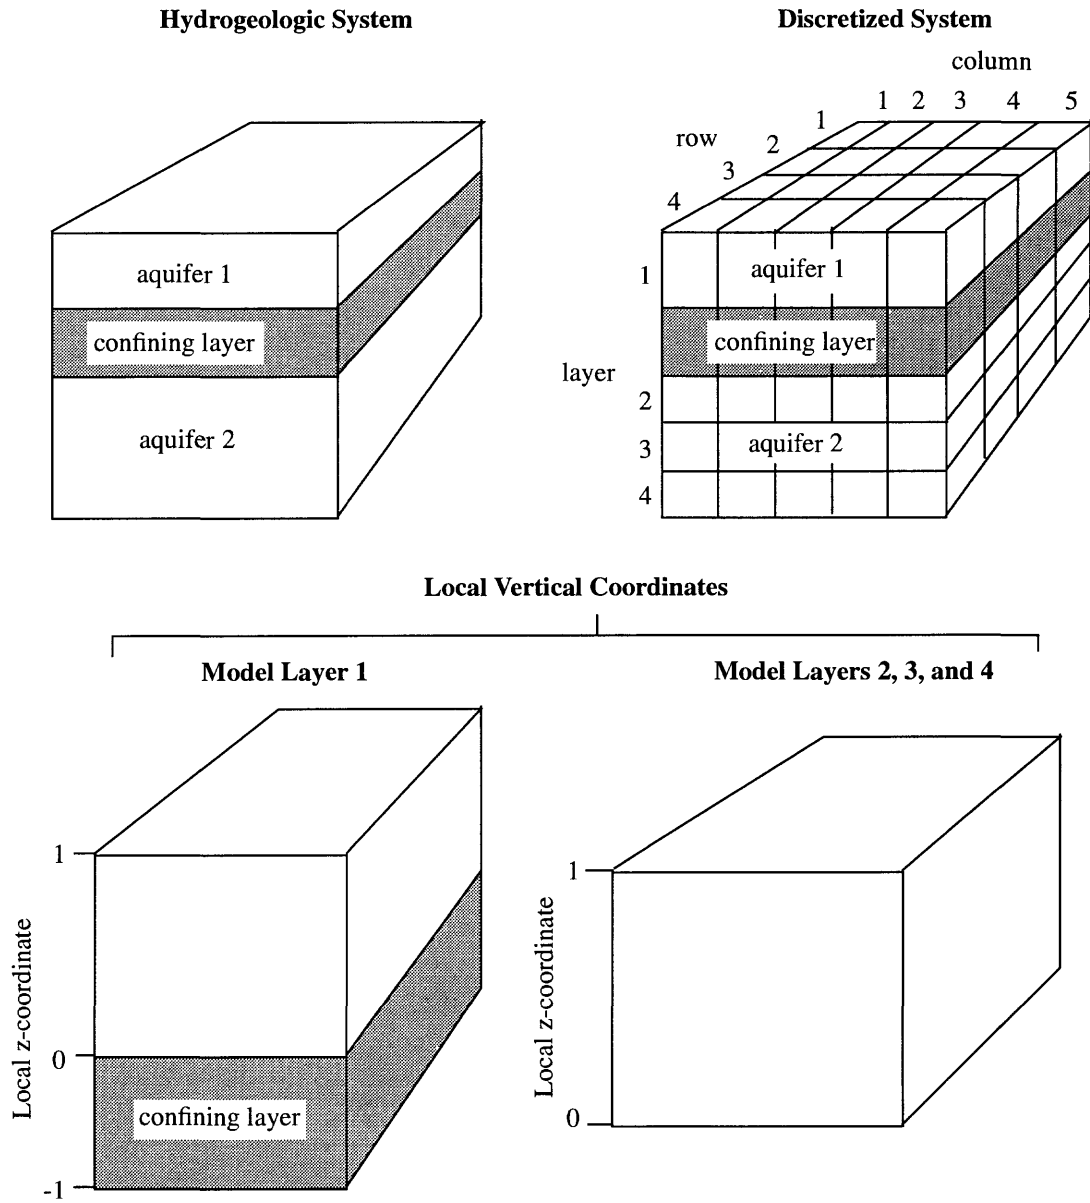 Hydrogeologic System
aquifer 1
confining layer
aquifer 2
Discretized System
column
1 2 3 4 5
row
1
2
3
4
layer
1
2
3
4
aquifer 1
confining layer
aquifer 2
Local Vertical Coordinates
Model Layer 1
Local z-coordinate
1
0
-1
confining layer
Model Layers 2, 3, and 4
Local z-coordinate
1
0